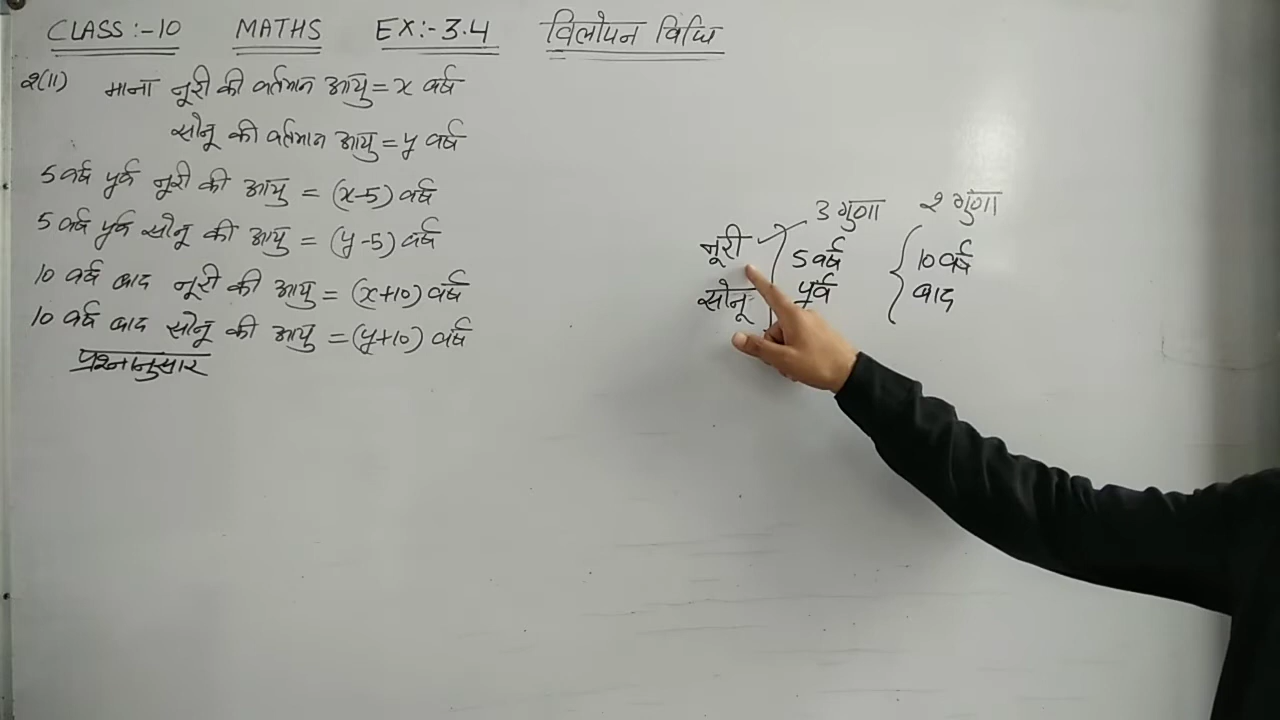 CLASS:-10 MATHS EX:-3.4 विलोपन विधि
2(11) माना नूरी की वर्तमान आयु = x वर्ष
सोनू की वर्तमान आयु = y वर्ष
5 वर्ष पूर्व नूरी की आयु = (x-5) वर्ष
5 वर्ष पूर्व सोनू की आयु = (y-5) वर्ष
10 वर्ष बाद नूरी की आयु = (x+10) वर्ष
10 वर्ष बाद सोनू की आयु = (y+10) वर्ष
प्रश्नानुसार
3 गुणा 2 गुणा
नूरी 5 वर्ष 10 वर्ष
सोनू पूर्व बाद